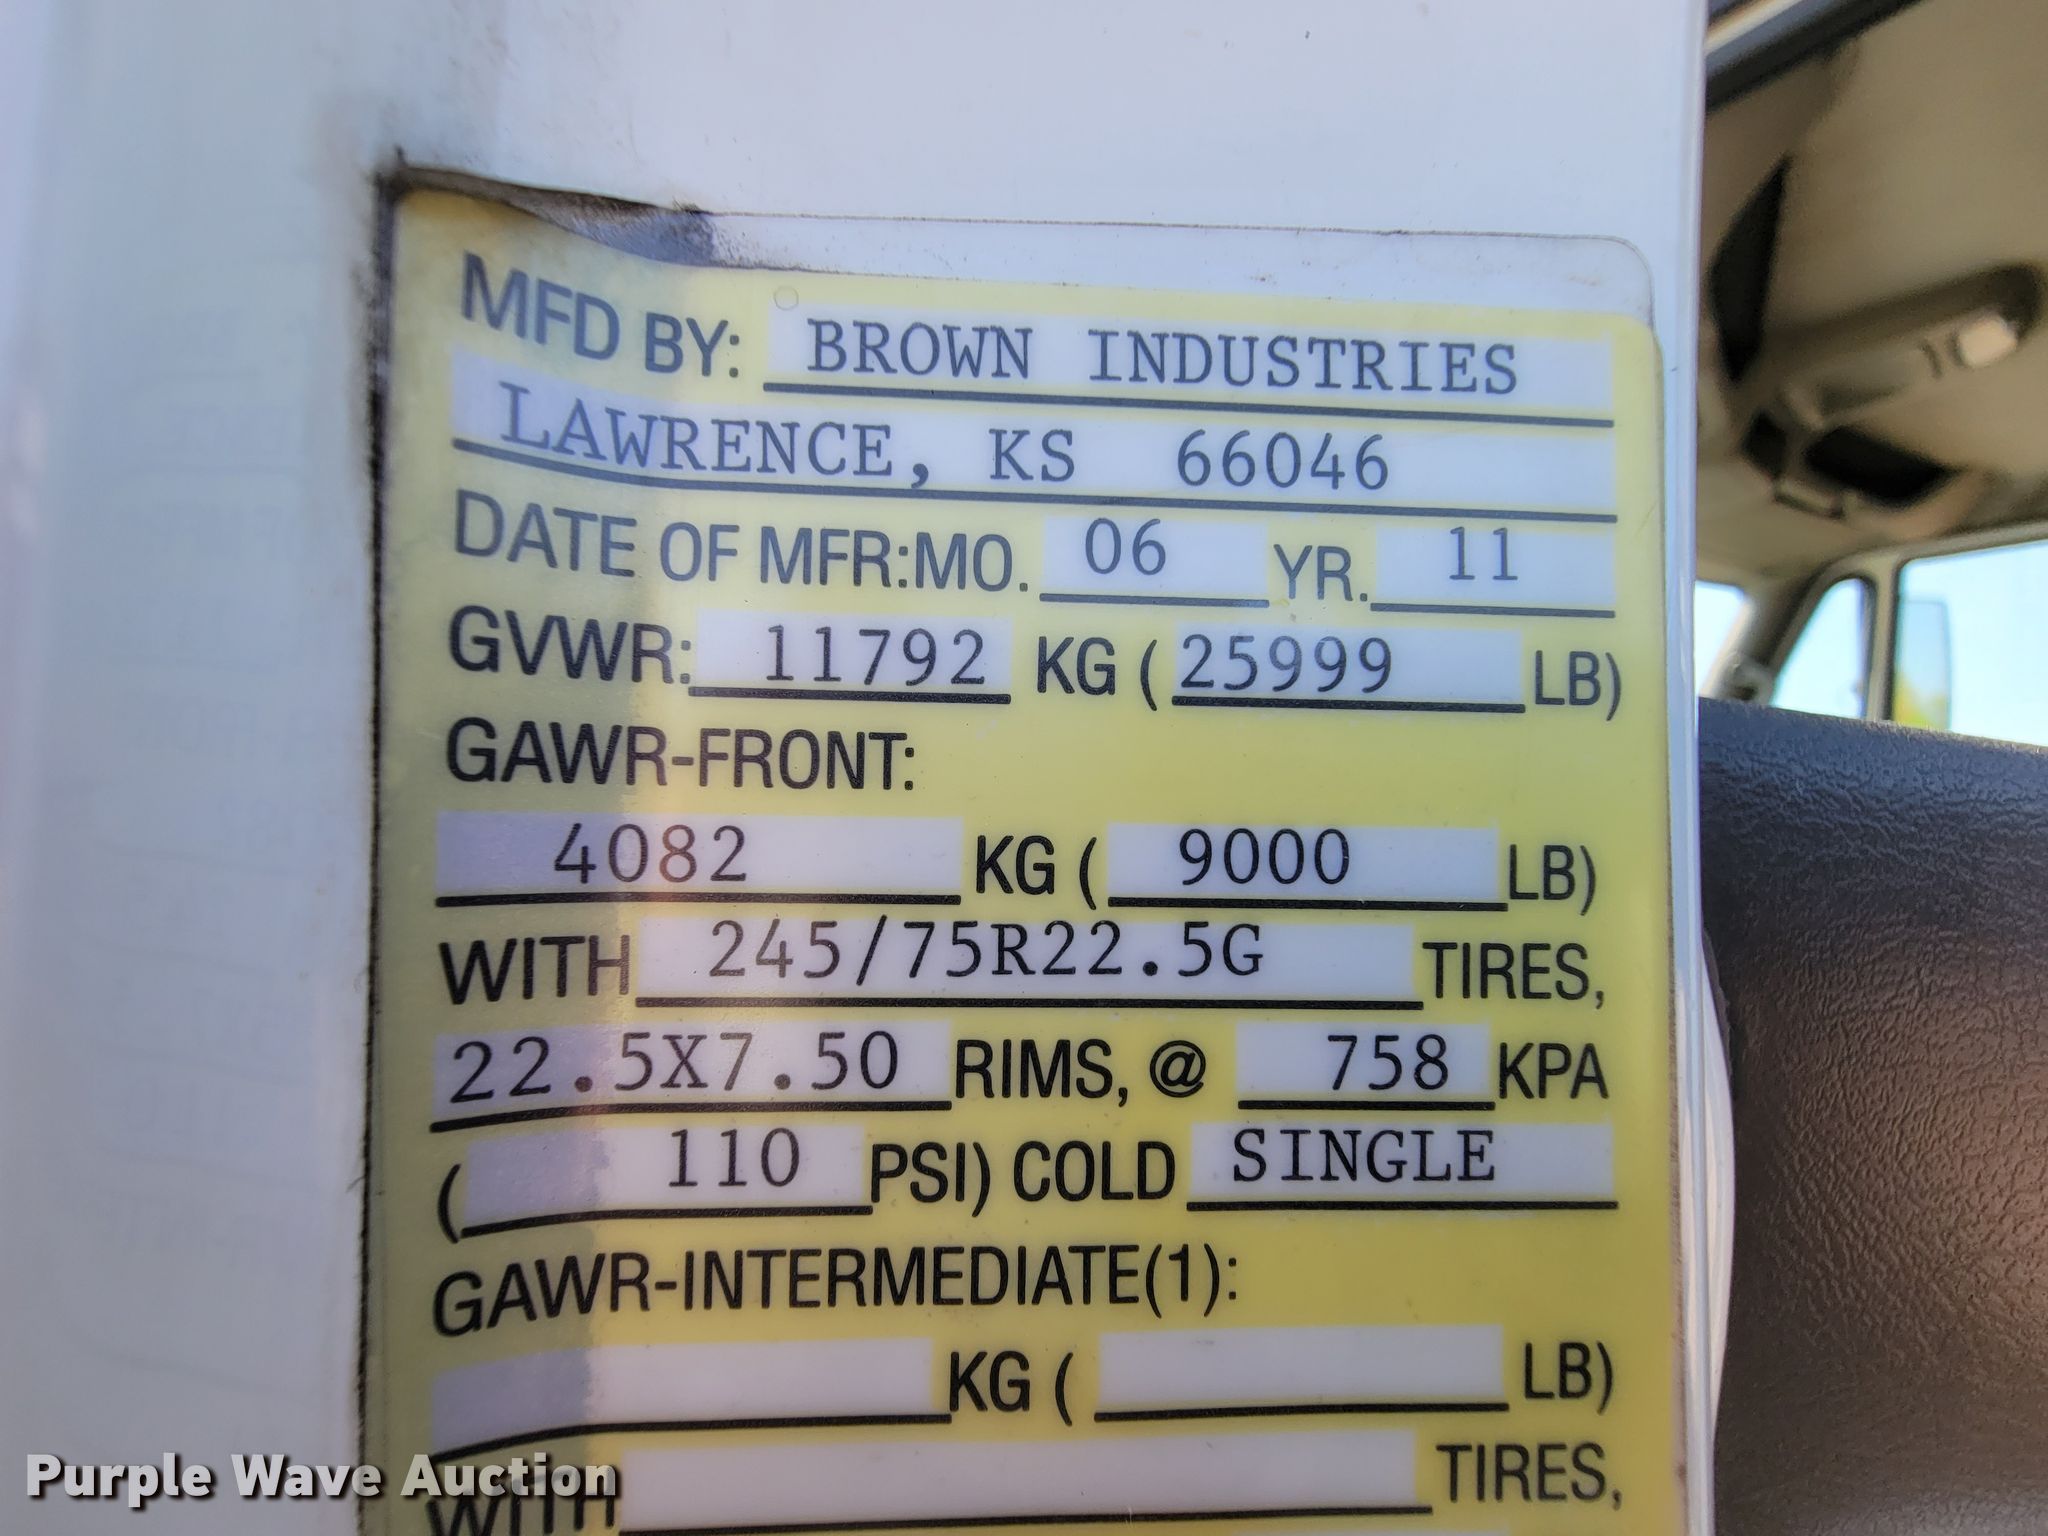 MFD BY: BROWN INDUSTRIES
LAWRENCE, KS 66046
DATE OF MFR:MO. 06 YR. 11
GVWR: 11792 KG ( 25999 LB)
GAWR-FRONT:
4082 KG ( 9000 LB)
WITH 245/75R22.5G TIRES,
22.5X7.50 RIMS, @ 758 KPA
( 110 PSI) COLD SINGLE
GAWR-INTERMEDIATE(1):
KG ( LB)
WITH TIRES,
Purple Wave Auction